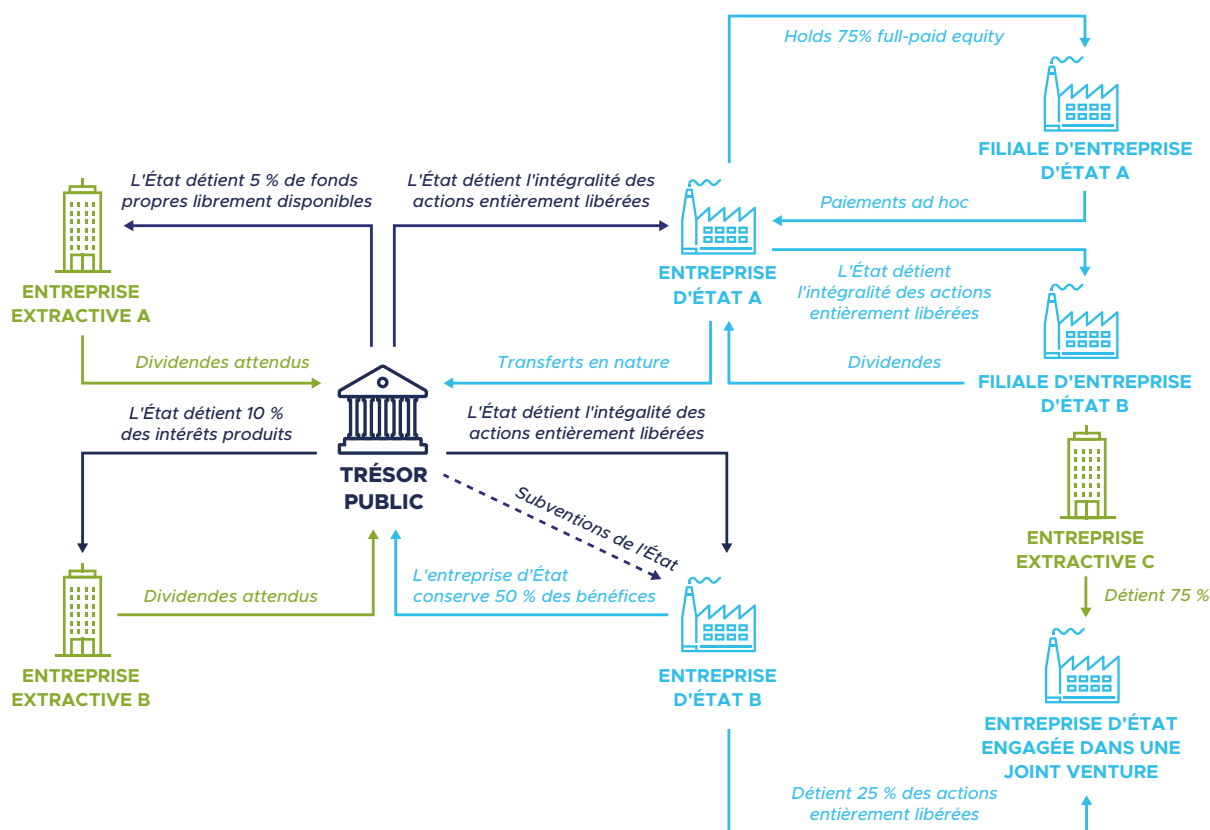 Holds 75% full-paid equity
FILIALE D'ENTREPRISE
D'ÉTAT A
L'État détient 5 % de fonds
propres librement disponibles
L'État détient l'intégralité des
actions entièrement libérées
Paiements ad hoc
ENTREPRISE
EXTRACTIVE A
ENTREPRISE
D'ÉTAT A
L'État détient
l'intégralité des actions
entièrement libérées
Dividendes attendus
Transferts en nature
Dividendes
FILIALE D'ENTREPRISE
D'ÉTAT B
L'État détient 10 %
des intérêts produits
L'État détient l'intégalité des
actions entièrement libérées
TRÉSOR
PUBLIC
Subventions de l'État
ENTREPRISE
EXTRACTIVE C
Dividendes attendus
L'entreprise d'État
conserve 50 % des bénéfices
Détient 75 %
ENTREPRISE
EXTRACTIVE B
ENTREPRISE
D'ÉTAT B
ENTREPRISE D'ÉTAT
ENGAGÉE DANS UNE
JOINT VENTURE
Détient 25 % des actions
entièrement libérées